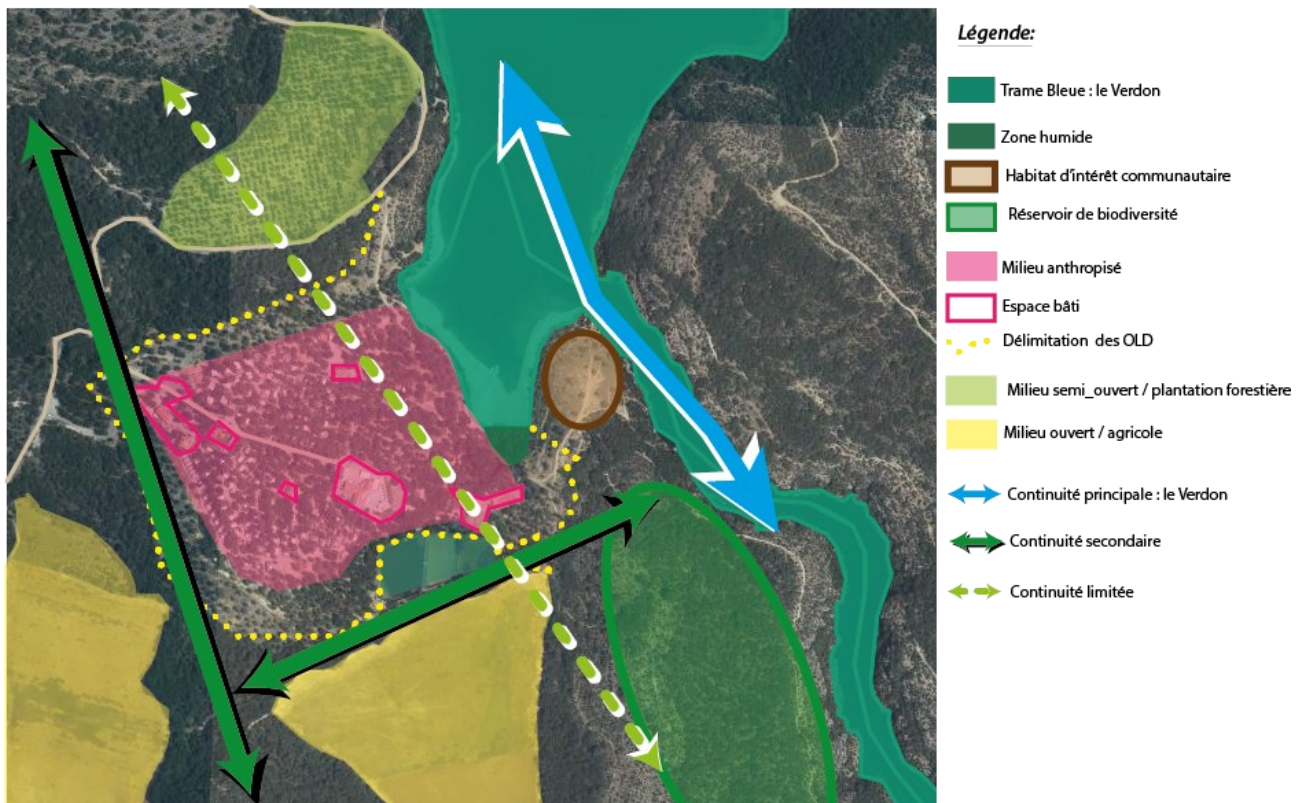 Légende:
Trame Bleue : le Verdon
Zone humide
Habitat d'intérêt communautaire
Réservoir de biodiversité
Milieu anthropisé
Espace bâti
Délimitation des OLD
Milieu semi_ouvert / plantation forestière
Milieu ouvert / agricole
Continuité principale : le Verdon
Continuité secondaire
Continuité limitée